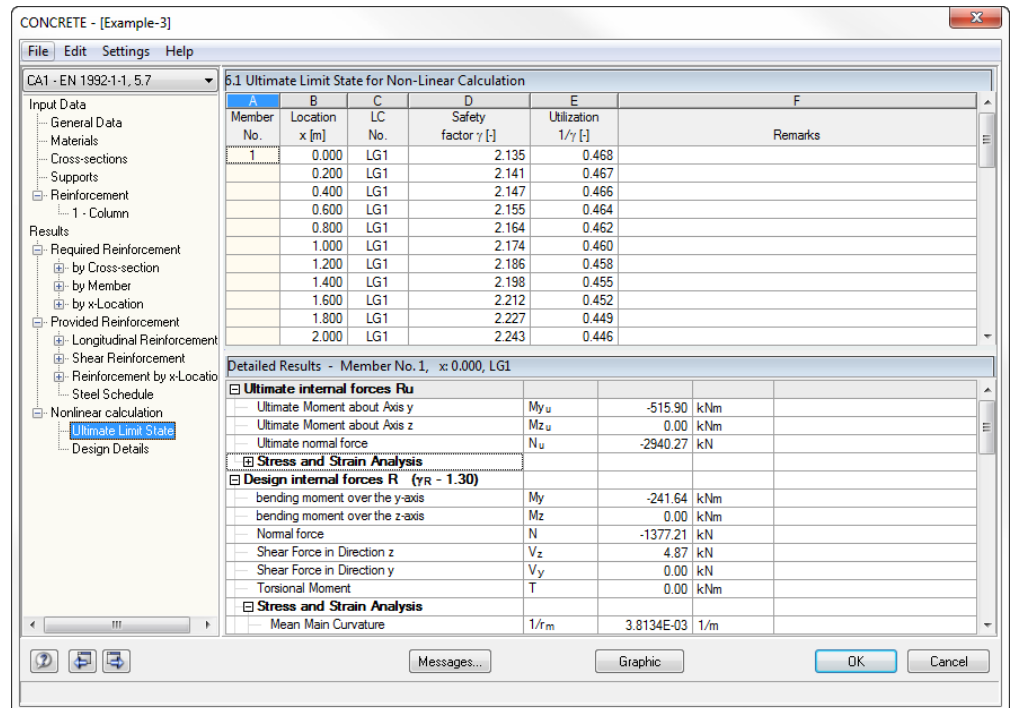 CONCRETE - [Example-3]
File Edit Settings Help
CA1 - EN 1992-1-1, 5.7
Input Data
General Data
Materials
Cross-sections
Supports
Reinforcement
1 - Column
Results
Required Reinforcement
by Cross-section
by Member
by x-Location
Provided Reinforcement
Longitudinal Reinforcement
Shear Reinforcement
Reinforcement by x-Locatio
Steel Schedule
Nonlinear calculation
Ultimate Limit State
Design Details
6.1 Ultimate Limit State for Non-Linear Calculation
A B C D E F
Member Location LC Safety Utilization
No. x [m] No. factor γ [-] 1/γ [-] Remarks
1 0.000 LG1 2.135 0.468
0.200 LG1 2.141 0.467
0.400 LG1 2.147 0.466
0.600 LG1 2.155 0.464
0.800 LG1 2.164 0.462
1.000 LG1 2.174 0.460
1.200 LG1 2.186 0.458
1.400 LG1 2.198 0.455
1.600 LG1 2.212 0.452
1.800 LG1 2.227 0.449
2.000 LG1 2.243 0.446
Detailed Results - Member No. 1, x: 0.000, LG1
Ultimate internal forces Ru
Ultimate Moment about Axis y My u -515.90 kNm
Ultimate Moment about Axis z Mz u 0.00 kNm
Ultimate normal force N u -2940.27 kN
Stress and Strain Analysis
Design internal forces R (γR - 1.30)
bending moment over the y-axis My -241.64 kNm
bending moment over the z-axis Mz 0.00 kNm
Normal force N -1377.21 kN
Shear Force in Direction z Vz 4.87 kN
Shear Force in Direction y Vy 0.00 kN
Torsional Moment T 0.00 kNm
Stress and Strain Analysis
Mean Main Curvature 1/rm 3.8134E-03 1/m
Messages... Graphic OK Cancel